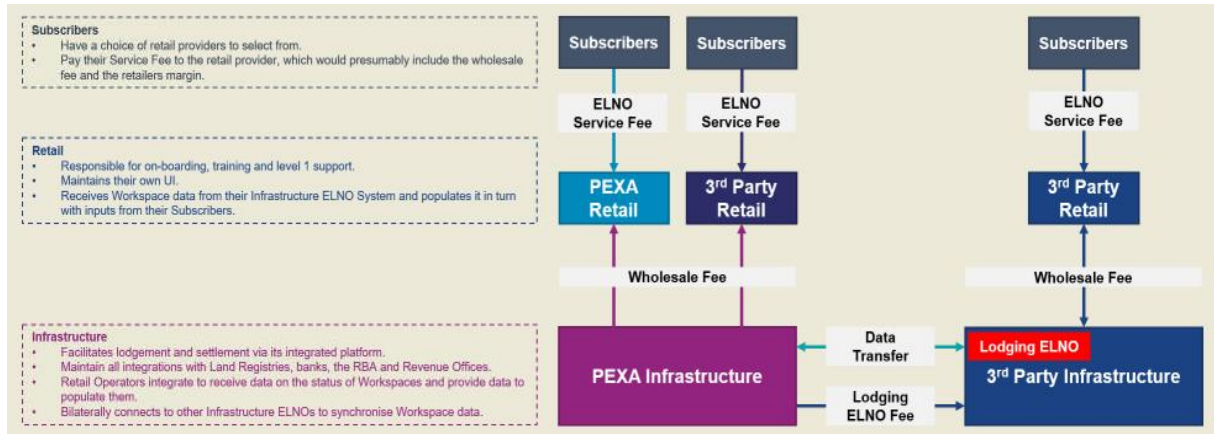 Subscribers
• Have a choice of retail providers to select from.
• Pay their Service Fee to the retail provider, which would presumably include the wholesale
fee and the retailers margin.
Subscribers
Subscribers
Subscribers
ELNO
Service Fee
ELNO
Service Fee
ELNO
Service Fee
Retail
• Responsible for on-boarding, training and level 1 support.
• Maintains their own UI.
• Receives Workspace data from their Infrastructure ELNO System and populates it in turn
with inputs from their Subscribers.
PEXA
Retail
3rd Party
Retail
3rd Party
Retail
Wholesale Fee
Wholesale Fee
Infrastructure
• Facilitates lodgement and settlement via its integrated platform.
• Maintain all integrations with Land Registries, banks, the RBA and Revenue Offices.
• Retail Operators integrate to receive data on the status of Workspaces and provide data to
populate them.
• Bilaterally connects to other Infrastructure ELNOs to synchronise Workspace data.
PEXA Infrastructure
Data
Transfer
Lodging
ELNO Fee
Lodging ELNO
3rd Party Infrastructure